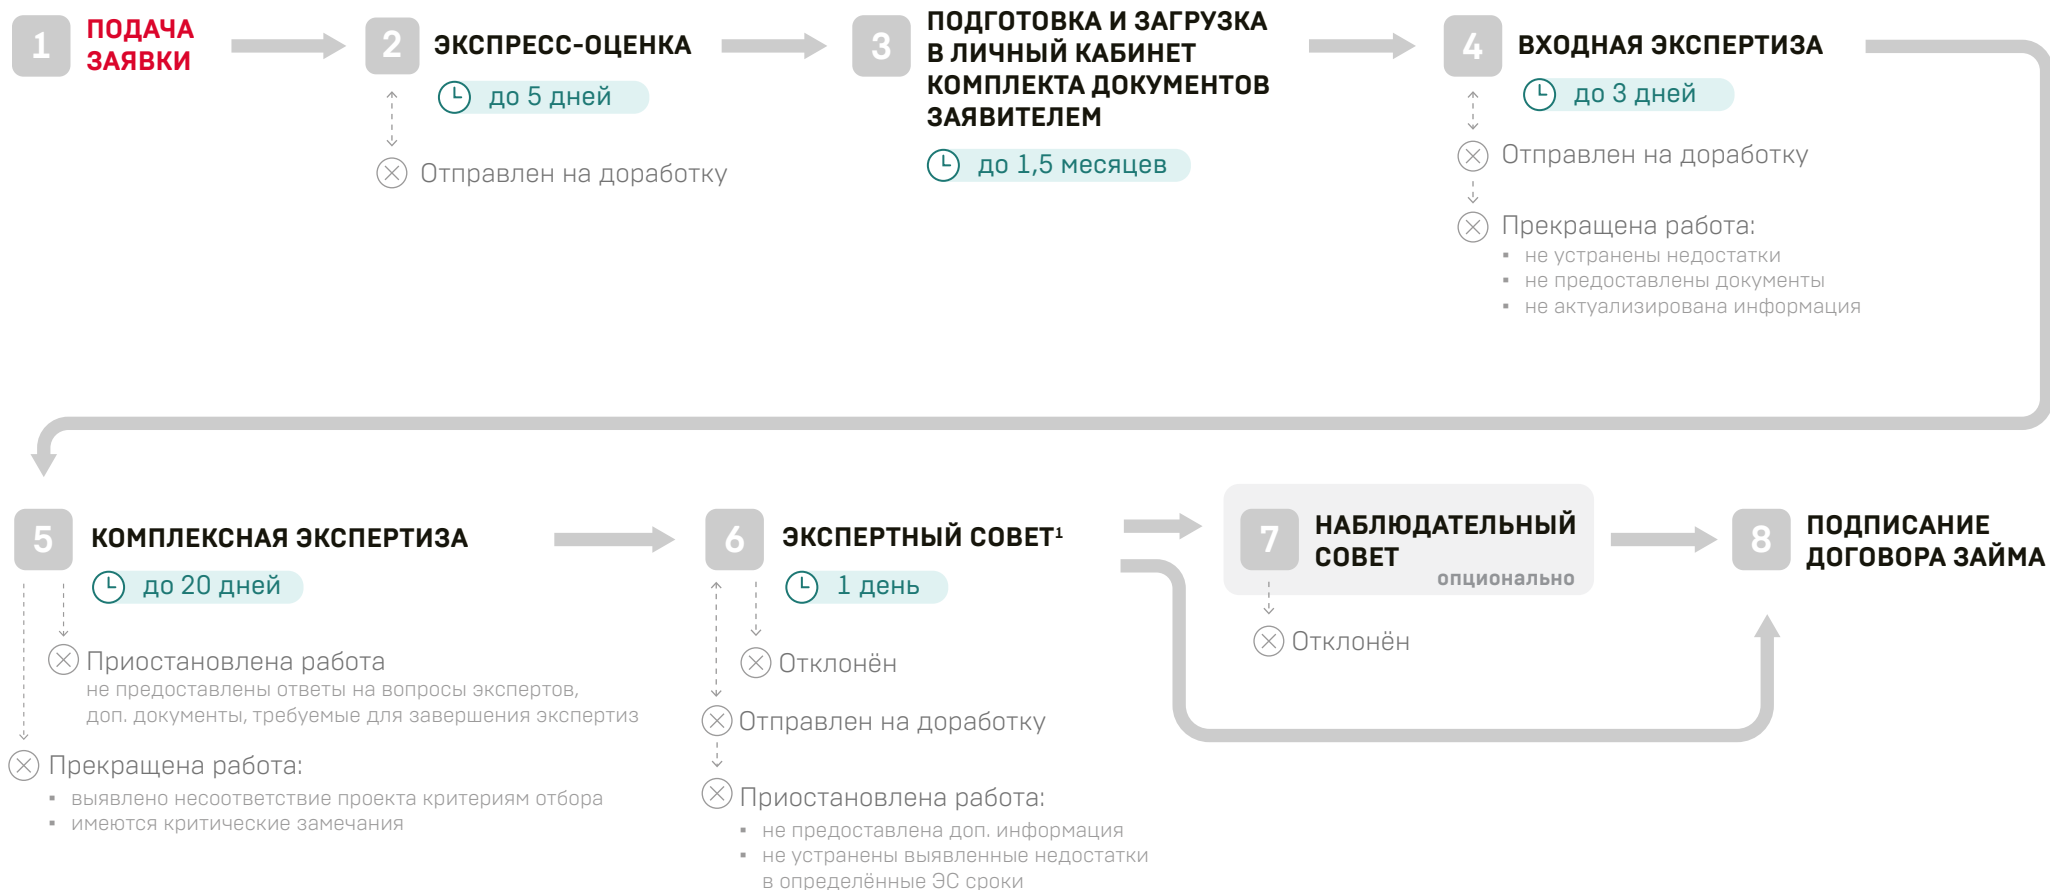 1
ПОДАЧА
ЗАЯВКИ
2
ЭКСПРЕСС-ОЦЕНКА
до 5 дней
Отправлен на доработку
3
ПОДГОТОВКА И ЗАГРУЗКА
В ЛИЧНЫЙ КАБИНЕТ
КОМПЛЕКТА ДОКУМЕНТОВ
ЗАЯВИТЕЛЕМ
до 1,5 месяцев
4
ВХОДНАЯ ЭКСПЕРТИЗА
до 3 дней
Отправлен на доработку
Прекращена работа:
▪ не устранены недостатки
▪ не предоставлены документы
▪ не актуализирована информация
5
КОМПЛЕКСНАЯ ЭКСПЕРТИЗА
до 20 дней
Приостановлена работа
не предоставлены ответы на вопросы экспертов,
доп. документы, требуемые для завершения экспертиз
Прекращена работа:
▪ выявлено несоответствие проекта критериям отбора
▪ имеются критические замечания
6
ЭКСПЕРТНЫЙ СОВЕТ¹
1 день
Отклонён
Отправлен на доработку
Приостановлена работа:
▪ не предоставлена доп. информация
▪ не устранены выявленные недостатки
в определённые ЭС сроки
7
НАБЛЮДАТЕЛЬНЫЙ
СОВЕТ
опционально
Отклонён
8
ПОДПИСАНИЕ
ДОГОВОРА ЗАЙМА